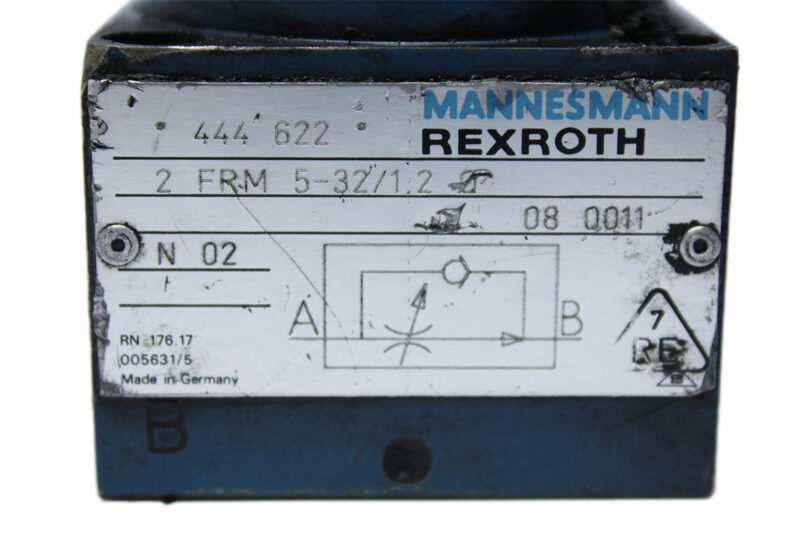 444 622
MANNESMANN
REXROTH
2 FRM 5-32/1.2
08 0011
N 02
A
B
RN 176.17
005631/5
Made in Germany
7
RE
B